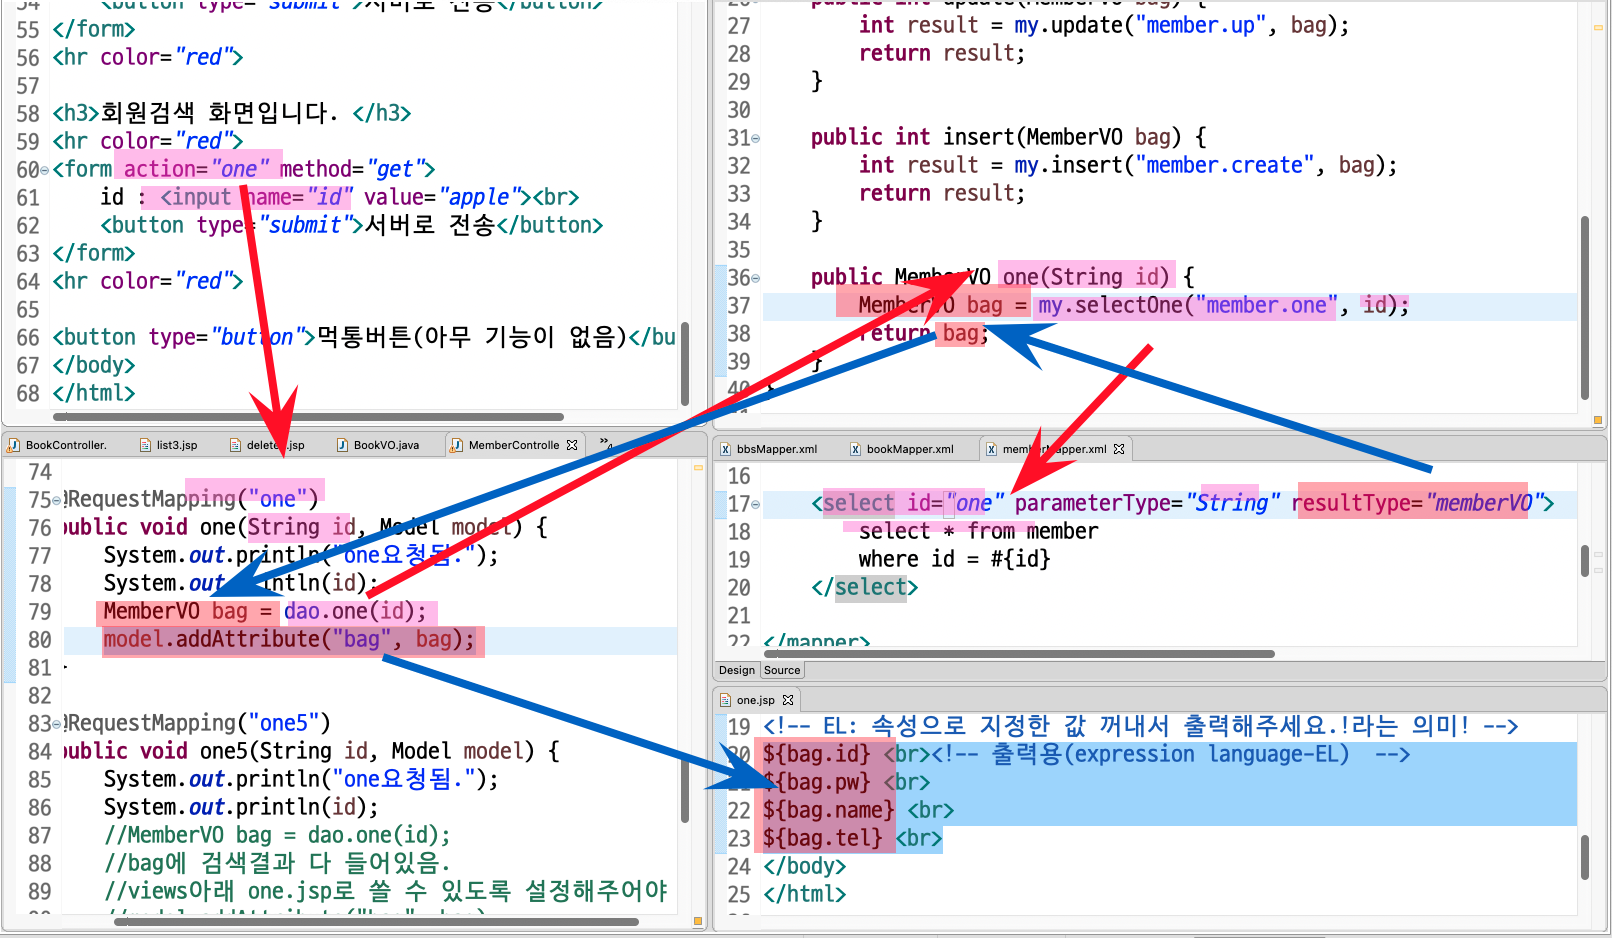 54 <button type="submit">서버로 전송</button>
55 </form>
56 <hr color="red">
57
58 <h3>회원검색 화면입니다. </h3>
59 <hr color="red">
60 <form action="one" method="get">
61 id : <input name="id" value="apple"><br>
62 <button type="submit">서버로 전송</button>
63 </form>
64 <hr color="red">
65
66 <button type="button">먹통버튼(아무 기능이 없음)</bu
67 </body>
68 </html>
BookController. list3.jsp delete.jsp BookVO.java MemberControlle
74
75 @RequestMapping("one")
76 public void one(String id, Model model) {
77 System.out.println("one요청됨.");
78 System.out.println(id);
79 MemberVO bag = dao.one(id);
80 model.addAttribute("bag", bag);
81
82
83 @RequestMapping("one5")
84 public void one5(String id, Model model) {
85 System.out.println("one요청됨.");
86 System.out.println(id);
87 //MemberVO bag = dao.one(id);
88 //bag에 검색결과 다 들어있음.
89 //views아래 one.jsp로 쓸 수 있도록 설정해주어야
//model.addAttribute("bag", bag)
26 public int update(MemberVO bag) {
27 int result = my.update("member.up", bag);
28 return result;
29 }
30
31 public int insert(MemberVO bag) {
32 int result = my.insert("member.create", bag);
33 return result;
34 }
35
36 public MemberVO one(String id) {
37 MemberVO bag = my.selectOne("member.one", id);
38 return bag;
39 }
40 }
bbsMapper.xml bookMapper.xml memberMapper.xml
16
17 <select id="one" parameterType="String" resultType="memberVO">
18 select * from member
19 where id = #{id}
20 </select>
21
22 </mapper>
Design Source
one.jsp
19 <!-- EL: 속성으로 지정한 값 꺼내서 출력해주세요.!라는 의미! -->
20 ${bag.id} <br><!-- 출력용(expression language-EL) -->
21 ${bag.pw} <br>
22 ${bag.name} <br>
23 ${bag.tel} <br>
24 </body>
25 </html>